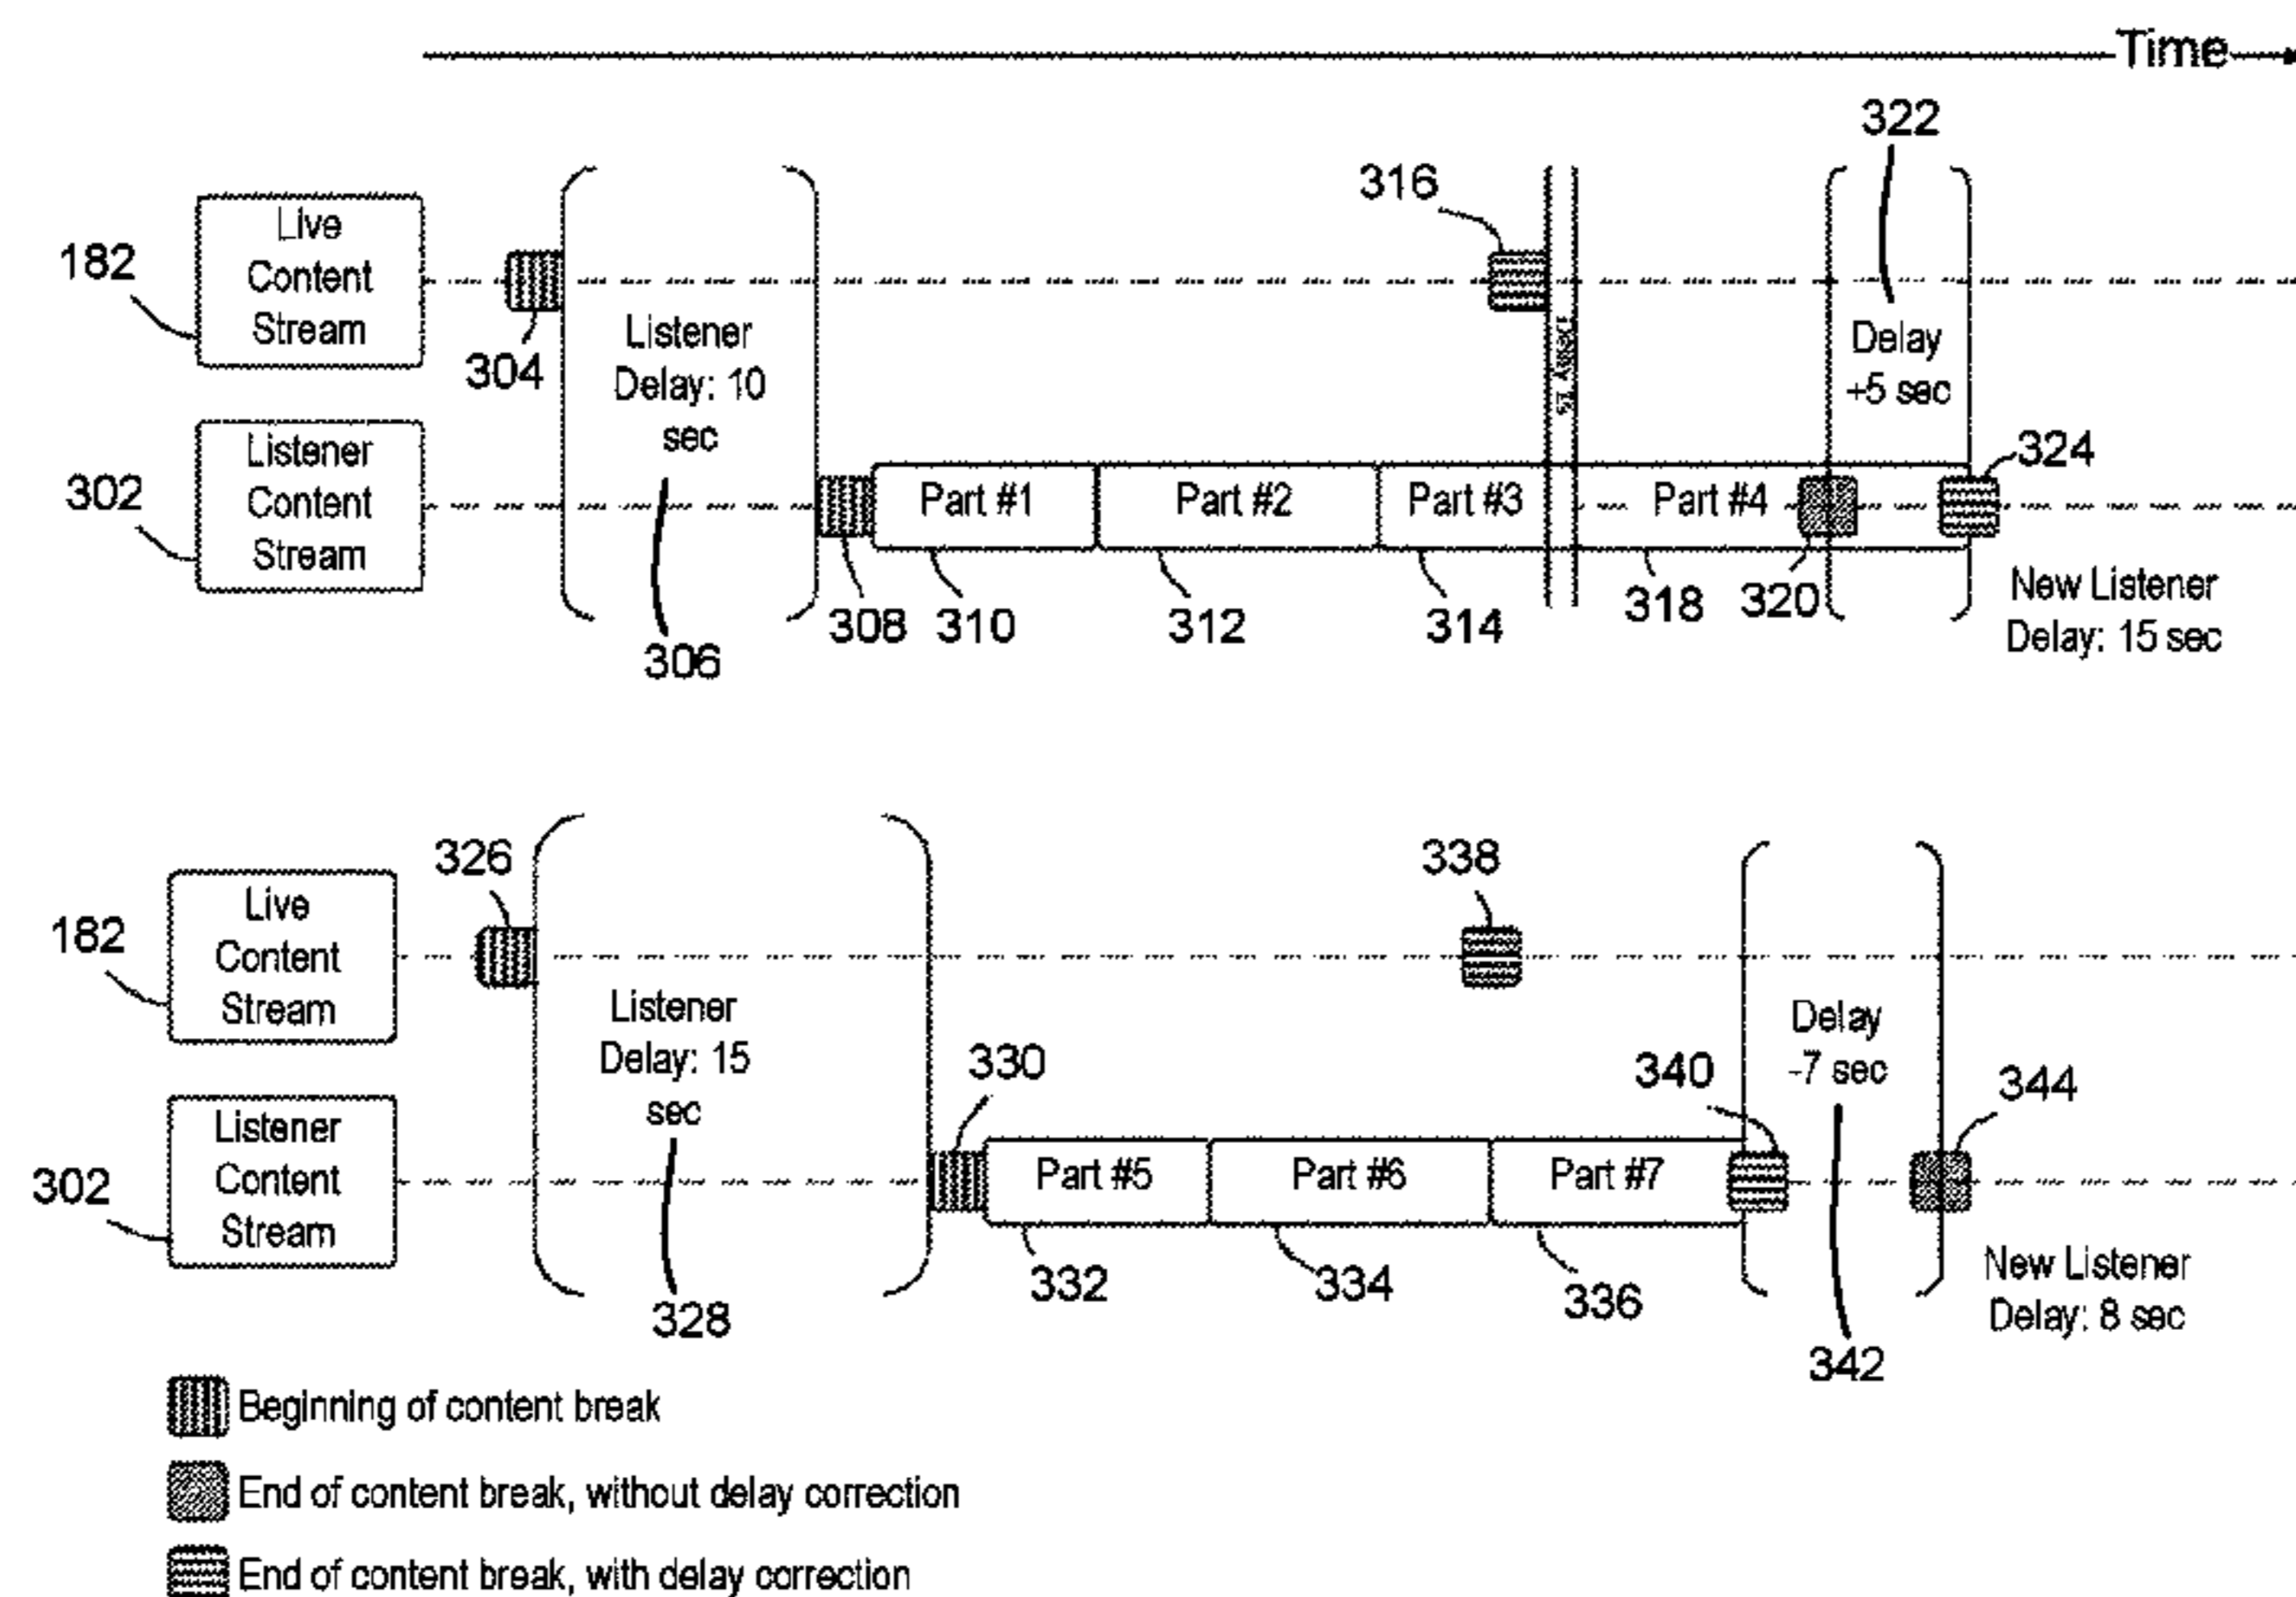 Time
322
316
Live
Content
Stream
182
304
Listener
Delay: 10
sec
Delay
+5 sec
Listener
Content
Stream
302
Part #1
Part #2
Part #3
Part #4
324
308
310
312
314
318
320
306
New Listener
Delay: 15 sec
326
338
Live
Content
Stream
182
Listener
Delay: 15
sec
330
Delay
-7 sec
340
344
Listener
Content
Stream
302
Part #5
Part #6
Part #7
332
334
336
328
342
New Listener
Delay: 8 sec
Beginning of content break
End of content break, without delay correction
End of content break, with delay correction